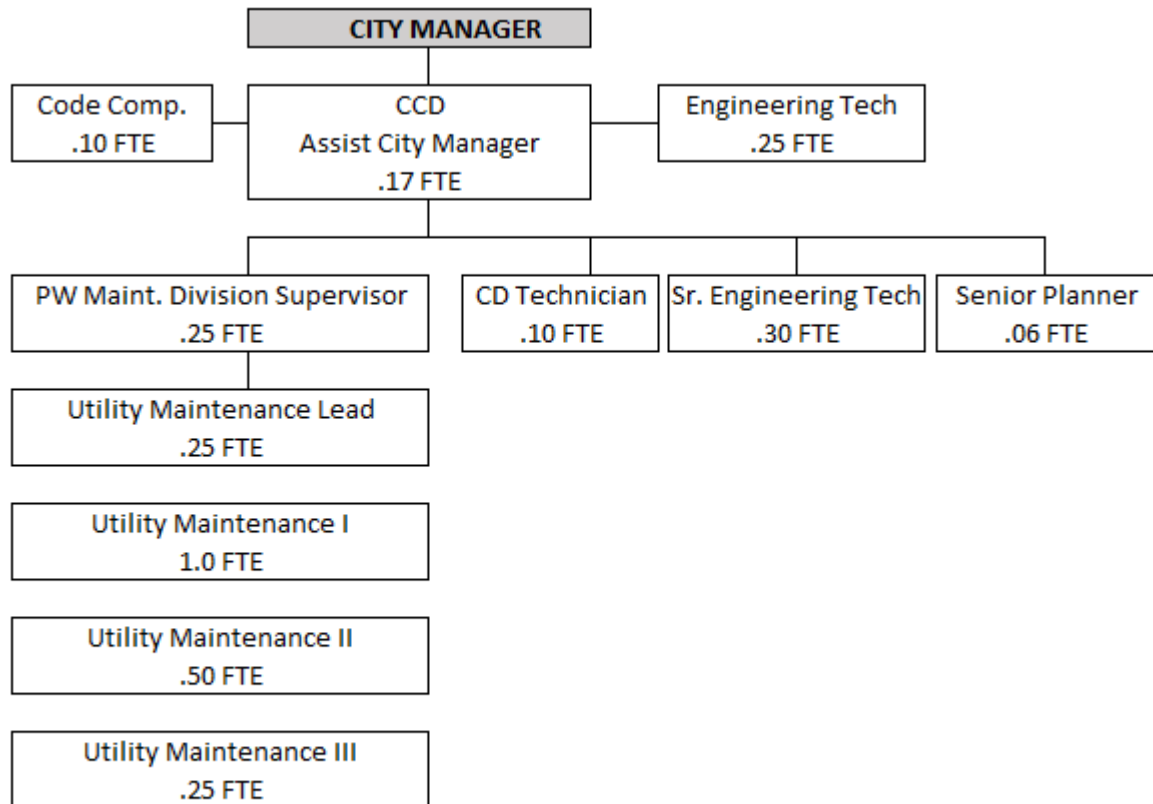 CITY MANAGER
Code Comp.
.10 FTE
CCD
Assist City Manager
.17 FTE
Engineering Tech
.25 FTE
PW Maint. Division Supervisor
.25 FTE
CD Technician
.10 FTE
Sr. Engineering Tech
.30 FTE
Senior Planner
.06 FTE
Utility Maintenance Lead
.25 FTE
Utility Maintenance I
1.0 FTE
Utility Maintenance II
.50 FTE
Utility Maintenance III
.25 FTE